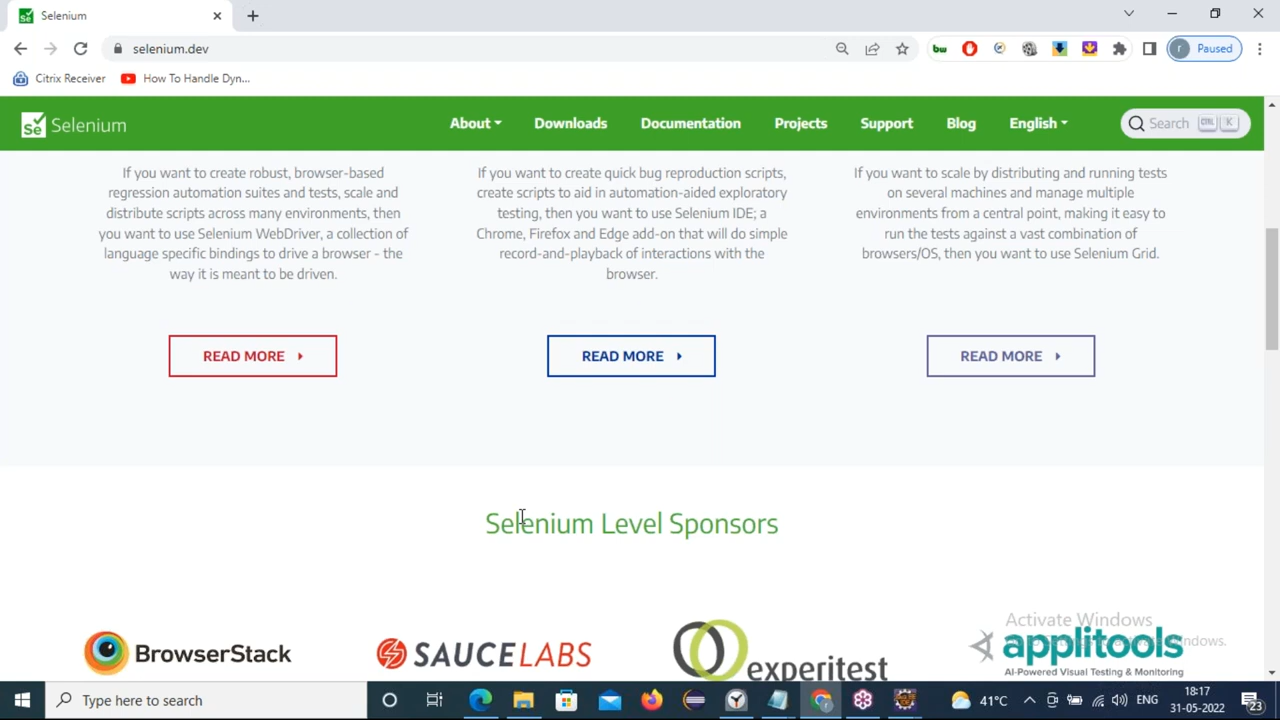 Selenium
selenium.dev
r Paused
Citrix Receiver How To Handle Dyn...
Se Selenium About Downloads Documentation Projects Support Blog English Search CTRL K
If you want to create robust, browser-based
regression automation suites and tests, scale and
distribute scripts across many environments, then
you want to use Selenium WebDriver, a collection of
language specific bindings to drive a browser - the
way it is meant to be driven.
READ MORE
If you want to create quick bug reproduction scripts,
create scripts to aid in automation-aided exploratory
testing, then you want to use Selenium IDE; a
Chrome, Firefox and Edge add-on that will do simple
record-and-playback of interactions with the
browser.
READ MORE
If you want to scale by distributing and running tests
on several machines and manage multiple
environments from a central point, making it easy to
run the tests against a vast combination of
browsers/OS, then you want to use Selenium Grid.
READ MORE
Selenium Level Sponsors
BrowserStack
SAUCELABS
experitest
applitools
AI-Powered Visual Testing & Monitoring
Activate Windows
Type here to search
41°C
ENG
18:17
31-05-2022
23